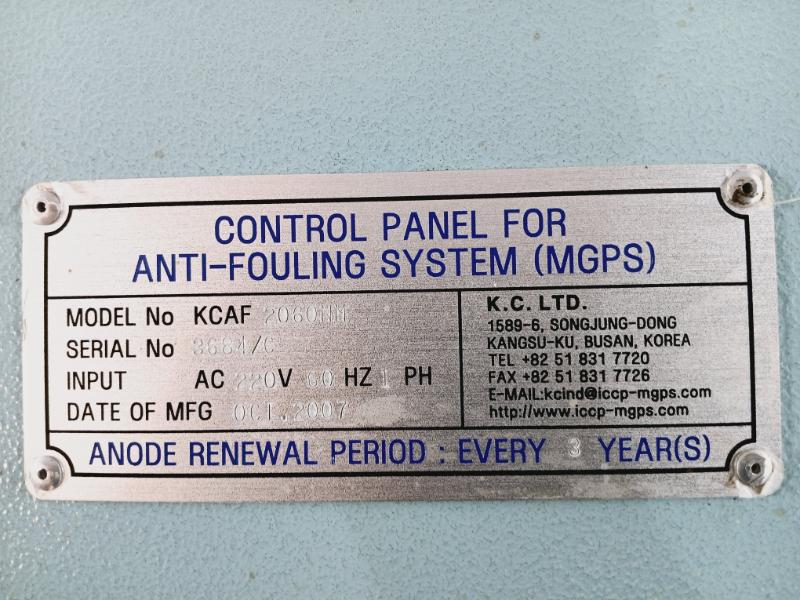 CONTROL PANEL FOR
ANTI-FOULING SYSTEM (MGPS)
MODEL No KCAF
SERIAL No 3684/C
INPUT AC 220V 60 HZ 1 PH
DATE OF MFG OCT.2007
K.C. LTD.
1589-6, SONGJUNG-DONG
KANGSU-KU, BUSAN, KOREA
TEL +82 51 831 7720
FAX +82 51 831 7726
E-MAIL:kcind@iccp-mgps.com
http://www.iccp-mgps.com
ANODE RENEWAL PERIOD : EVERY 3 YEAR(S)